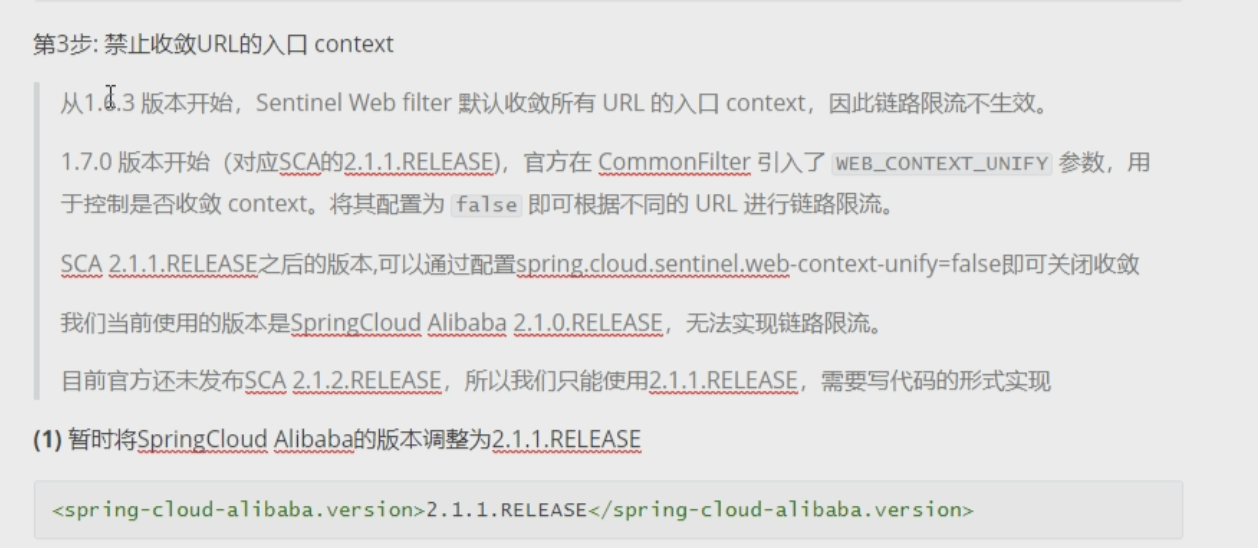 第3步: 禁止收敛URL的入口 context
从1.6.3 版本开始，Sentinel Web filter 默认收敛所有 URL 的入口 context，因此链路限流不生效。
1.7.0 版本开始（对应SCA的2.1.1.RELEASE)，官方在 CommonFilter 引入了 WEB_CONTEXT_UNIFY 参数，用
于控制是否收敛 context。将其配置为 false 即可根据不同的 URL 进行链路限流。
SCA 2.1.1.RELEASE之后的版本,可以通过配置spring.cloud.sentinel.web-context-unify=false即可关闭收敛
我们当前使用的版本是SpringCloud Alibaba 2.1.0.RELEASE，无法实现链路限流。
目前官方还未发布SCA 2.1.2.RELEASE，所以我们只能使用2.1.1.RELEASE，需要写代码的形式实现
(1) 暂时将SpringCloud Alibaba的版本调整为2.1.1.RELEASE
<spring-cloud-alibaba.version>2.1.1.RELEASE</spring-cloud-alibaba.version>